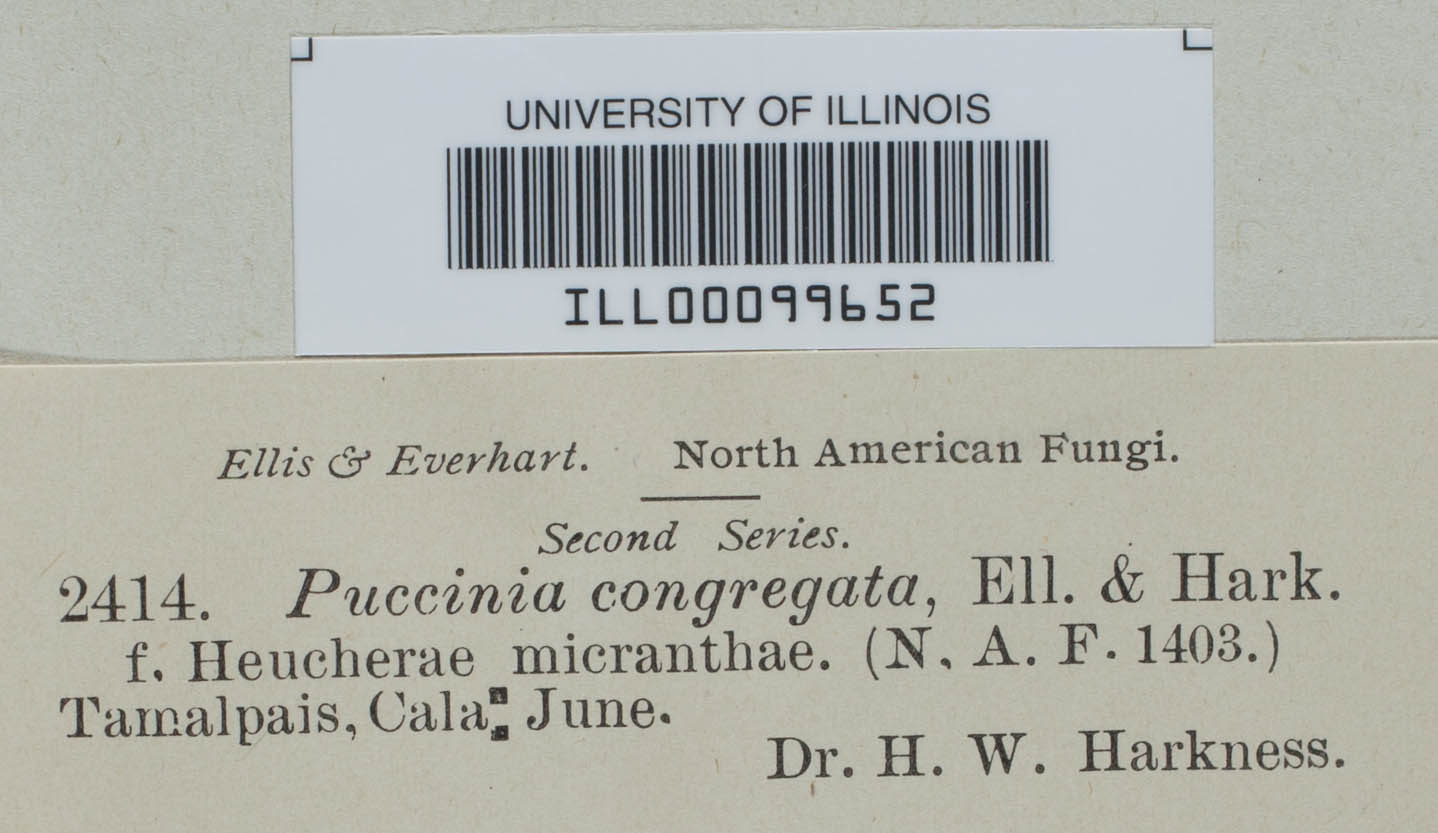 UNIVERSITY OF ILLINOIS
ILL00099652
Ellis & Everhart. North American Fungi.
Second Series.
2414. Puccinia congregata, Ell. & Hark.
f. Heucherae micranthae. (N. A. F. 1403.)
Tamalpais, Cala; June.
Dr. H. W. Harkness.